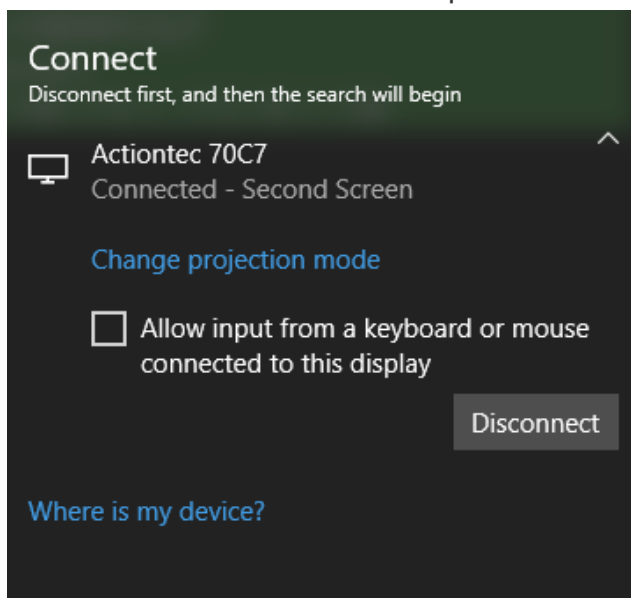 Connect
Disconnect first, and then the search will begin
Actiontec 70C7
Connected - Second Screen
Change projection mode
Allow input from a keyboard or mouse
connected to this display
Disconnect
Where is my device?